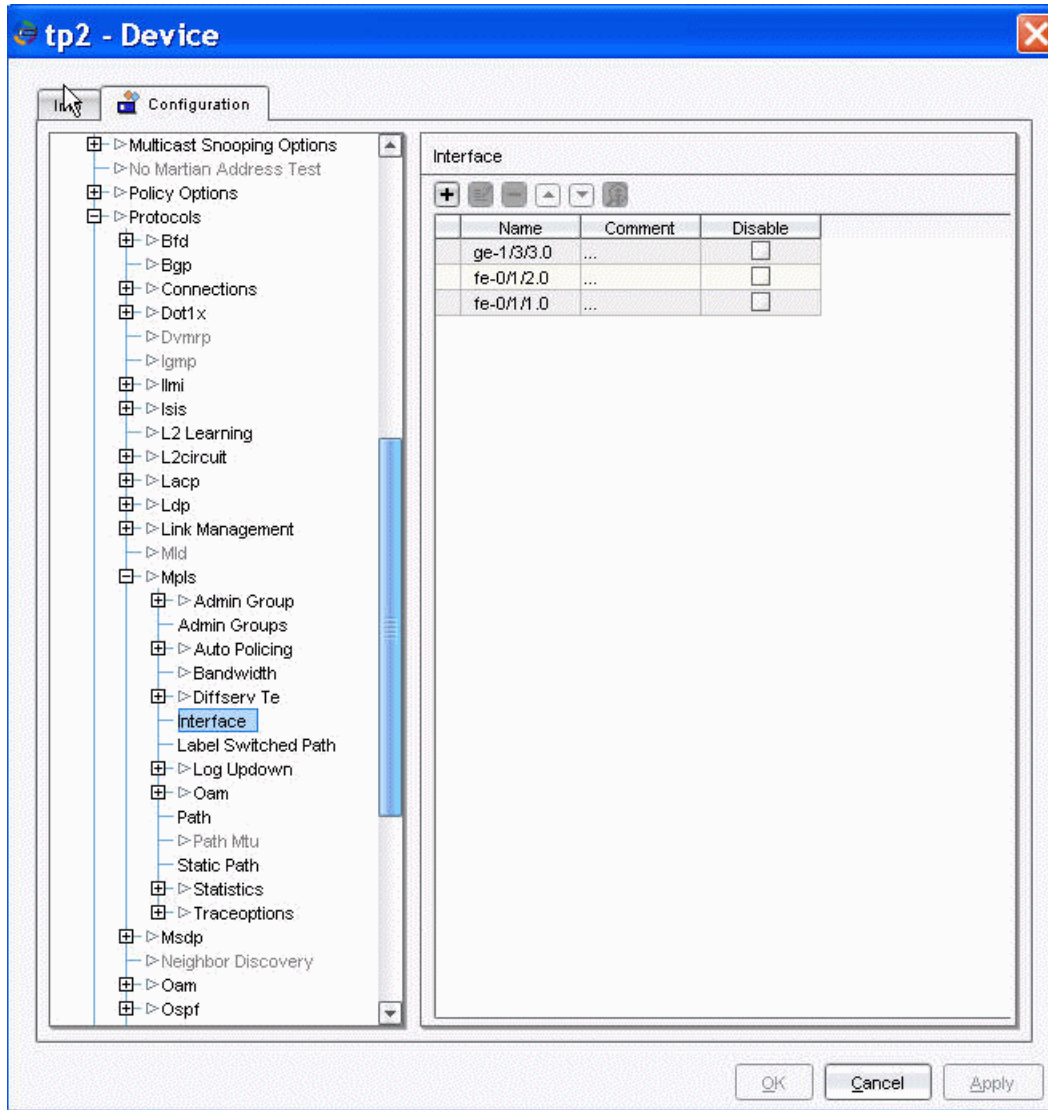 tp2 - Device
Configuration
Multicast Snooping Options
No Martian Address Test
Policy Options
Protocols
Bfd
Bgp
Connections
Dot1x
Dvmrp
Igmp
Ilmi
Isis
L2 Learning
L2circuit
Lacp
Ldp
Link Management
Mld
Mpls
Admin Group
Admin Groups
Auto Policing
Bandwidth
Diffserv Te
Interface
Label Switched Path
Log Updown
Oam
Path
Path Mtu
Static Path
Statistics
Traceoptions
Msdp
Neighbor Discovery
Oam
Ospf
Interface
Name Comment Disable
ge-1/3/3.0 ...
fe-0/1/2.0 ...
fe-0/1/1.0 ...
OK Cancel Apply